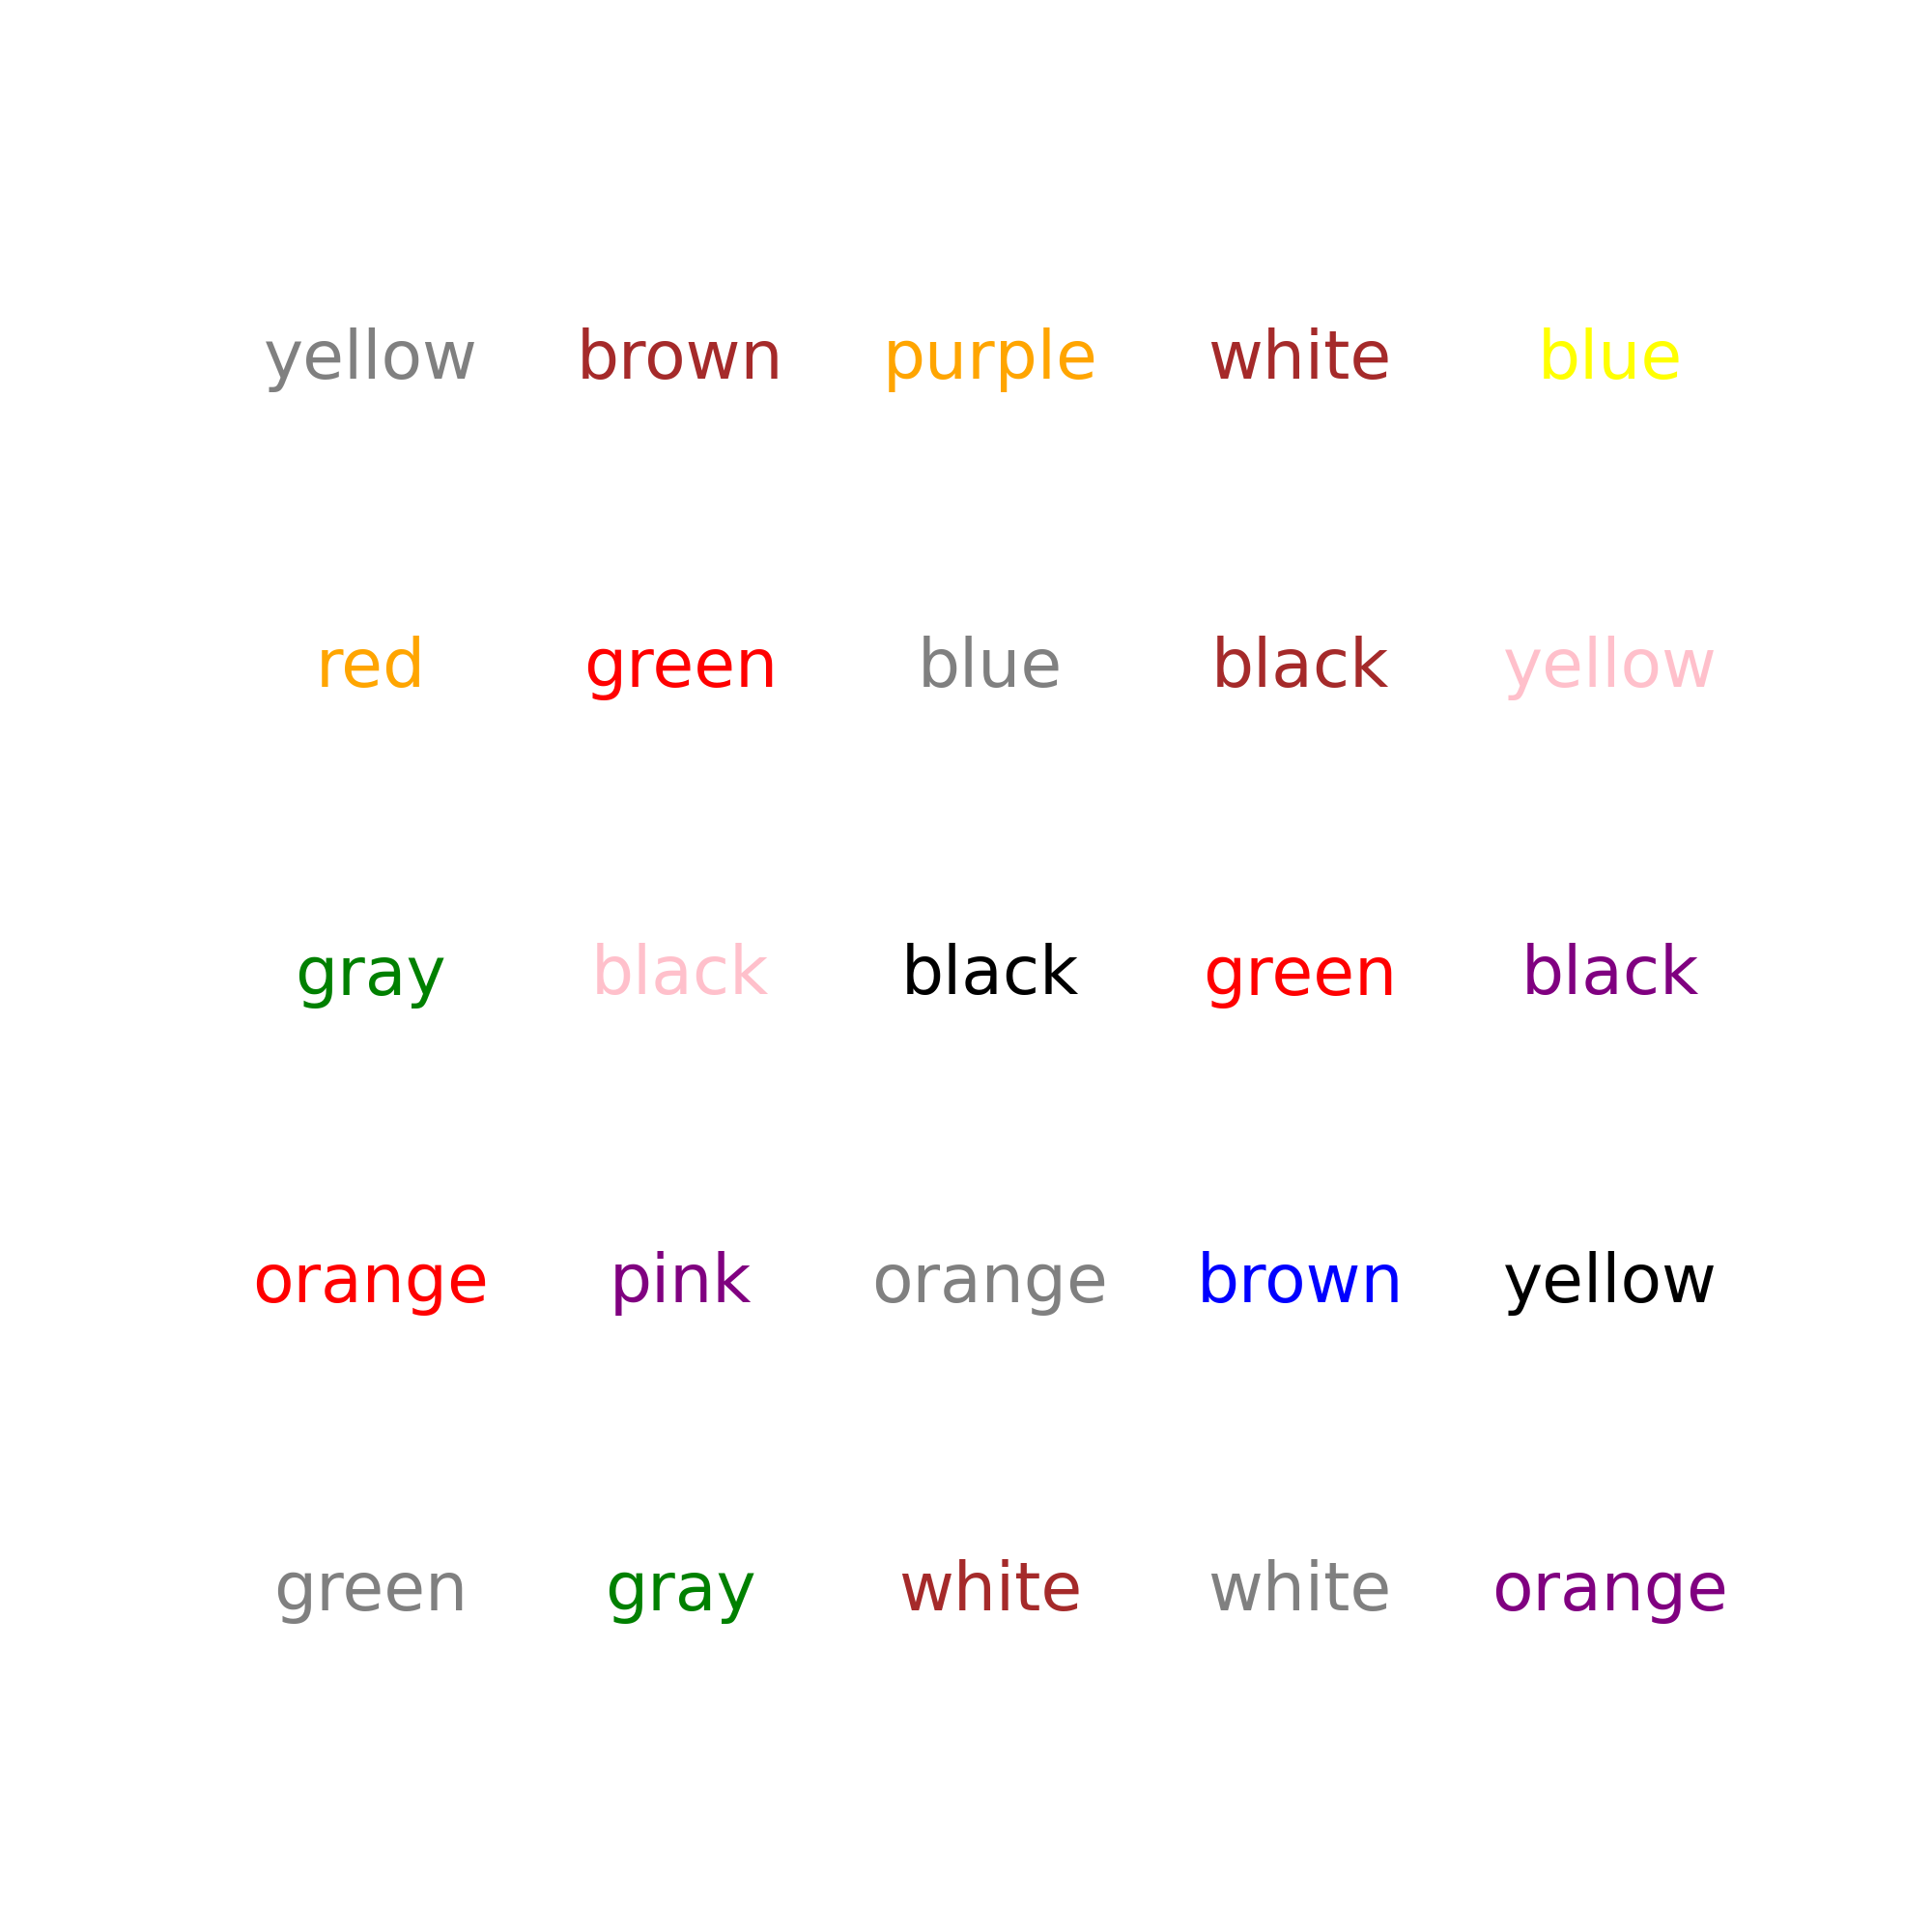 yellow brown purple white blue
red green blue black yellow
gray black black green black
orange pink orange brown yellow
green gray white white orange